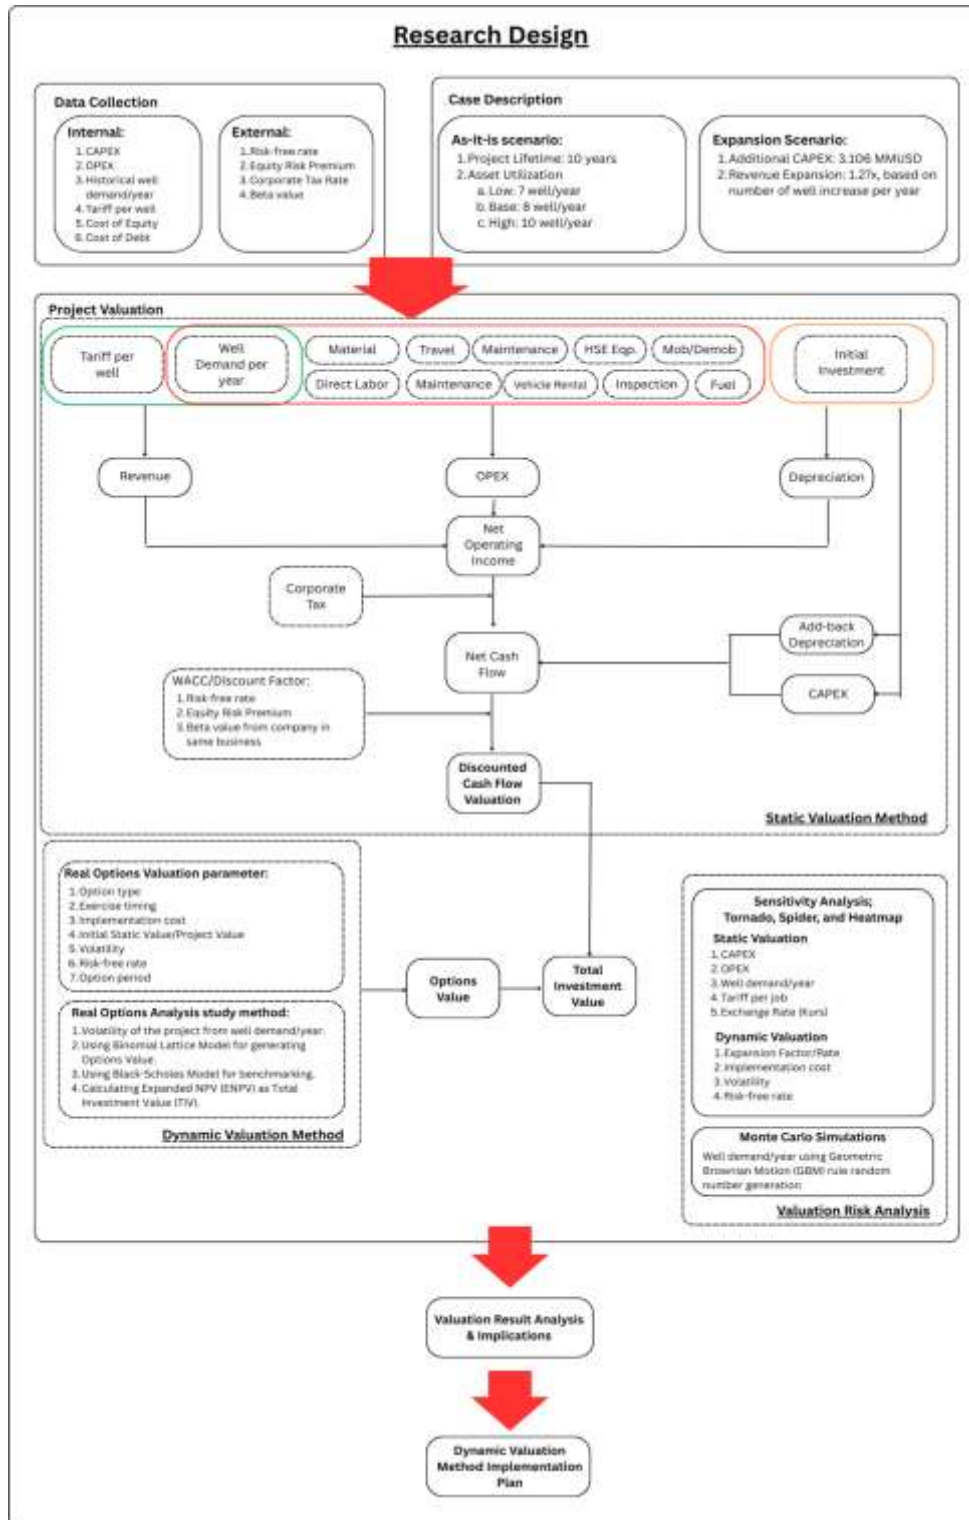 Research Design
Data Collection
Internal:
1. CAPEX
2. OPEX
3. Historical well
demand/year
4. Tariff per well
5. Cost of Equity
6. Cost of Debt
External:
1. Risk-free rate
2. Equity Risk Premium
3. Corporate Tax Rate
4. Beta value
Case Description
As-it-is scenario:
1. Project Lifetime: 10 years
2. Asset Utilization
a. Low: 7 well/year
b. Base: 8 well/year
c. High: 10 well/year
Expansion Scenario:
1. Additional CAPEX: 3.106 MMUSD
2. Revenue Expansion: 1.27x, based on
number of well increase per year
Project Valuation
Tariff per
well
Well
Demand per
year
Material
Travel
Maintenance
HSE Eqp.
Mob/Demob
Direct Labor
Maintenance
Vehicle Rental
Inspection
Fuel
Initial
Investment
Revenue
OPEX
Depreciation
Net
Operating
Income
Corporate
Tax
Net Cash
Flow
Add-back
Depreciation
CAPEX
WACC/Discount Factor:
1. Risk-free rate
2. Equity Risk Premium
3. Beta value from company in
same business
Discounted
Cash Flow
Valuation
Static Valuation Method
Real Options Valuation parameter:
1. Option type
2. Exercise timing
3. Implementation cost
4. Initial Static Value/Project Value
5. Volatility
6. Risk-free rate
7. Option period
Real Options Analysis study method:
1. Volatility of the project from well demand/year.
2. Using Binomial Lattice Model for generating
Options Value.
3. Using Black-Scholes Model for benchmarking.
4. Calculating Expanded NPV (ENPV) as Total
Investment Value (TIV).
Dynamic Valuation Method
Options
Value
Total
Investment
Value
Sensitivity Analysis;
Tornado, Spider, and Heatmap
Static Valuation
1. CAPEX
2. OPEX
3. Well demand/year
4. Tariff per job
5. Exchange Rate (Kurs)
Dynamic Valuation
1. Expansion Factor/Rate
2. Implementation cost
3. Volatility
4. Risk-free rate
Monte Carlo Simulations
Well demand/year using Geometric
Brownian Motion (GBM) rule random
number generation
Valuation Risk Analysis
Valuation Result Analysis
& Implications
Dynamic Valuation
Method Implementation
Plan